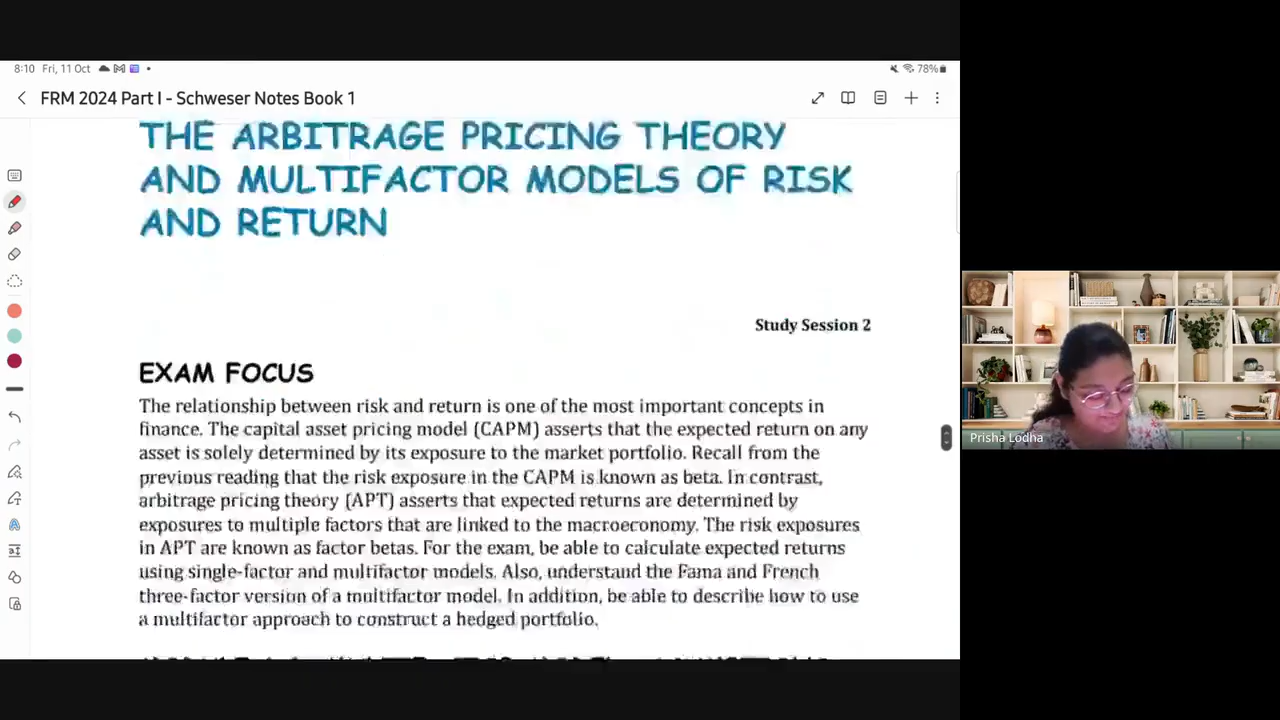 8:10 Fri, 11 Oct
78%
FRM 2024 Part I - Schweser Notes Book 1
THE ARBITRAGE PRICING THEORY
AND MULTIFACTOR MODELS OF RISK
AND RETURN
Study Session 2
EXAM FOCUS
The relationship between risk and return is one of the most important concepts in
finance. The capital asset pricing model (CAPM) asserts that the expected return on any
asset is solely determined by its exposure to the market portfolio. Recall from the
previous reading that the risk exposure in the CAPM is known as beta. In contrast,
arbitrage pricing theory (APT) asserts that expected returns are determined by
exposures to multiple factors that are linked to the macroeconomy. The risk exposures
in APT are known as factor betas. For the exam, be able to calculate expected returns
using single-factor and multifactor models. Also, understand the Fama and French
three-factor version of a multifactor model. In addition, be able to describe how to use
a multifactor approach to construct a hedged portfolio.
Prisha Lodha